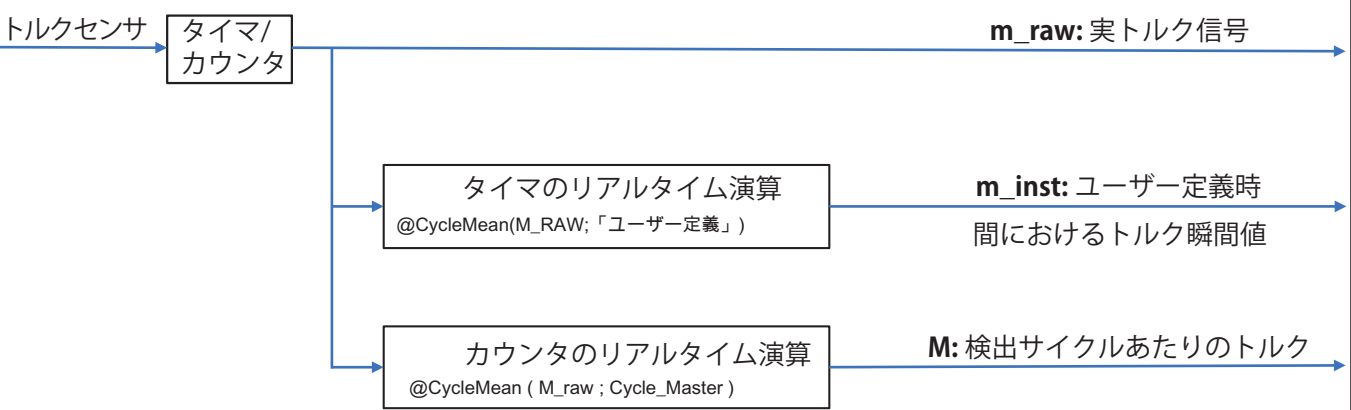 トルクセンサ
タイマ/
カウンタ
m_raw: 実トルク信号
タイマのリアルタイム演算
@CycleMean(M_RAW;「ユーザー定義」)
m_inst: ユーザー定義時
間におけるトルク瞬間値
カウンタのリアルタイム演算
@CycleMean ( M_raw ; Cycle_Master )
M: 検出サイクルあたりのトルク